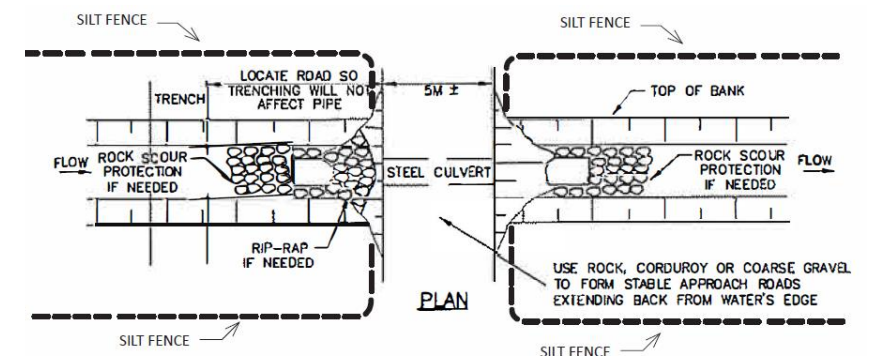 SILT FENCE
SILT FENCE
LOCATE ROAD SO
TRENCHING WILL NOT
AFFECT PIPE
TRENCH
5M ±
TOP OF BANK
FLOW
ROCK SCOUR
PROTECTION
IF NEEDED
STEEL CULVERT
ROCK SCOUR
PROTECTION
IF NEEDED
FLOW
RIP-RAP
IF NEEDED
USE ROCK, CORDUROY OR COARSE GRAVEL
TO FORM STABLE APPROACH ROADS
EXTENDING BACK FROM WATER'S EDGE
PLAN
SILT FENCE
SILT FENCE